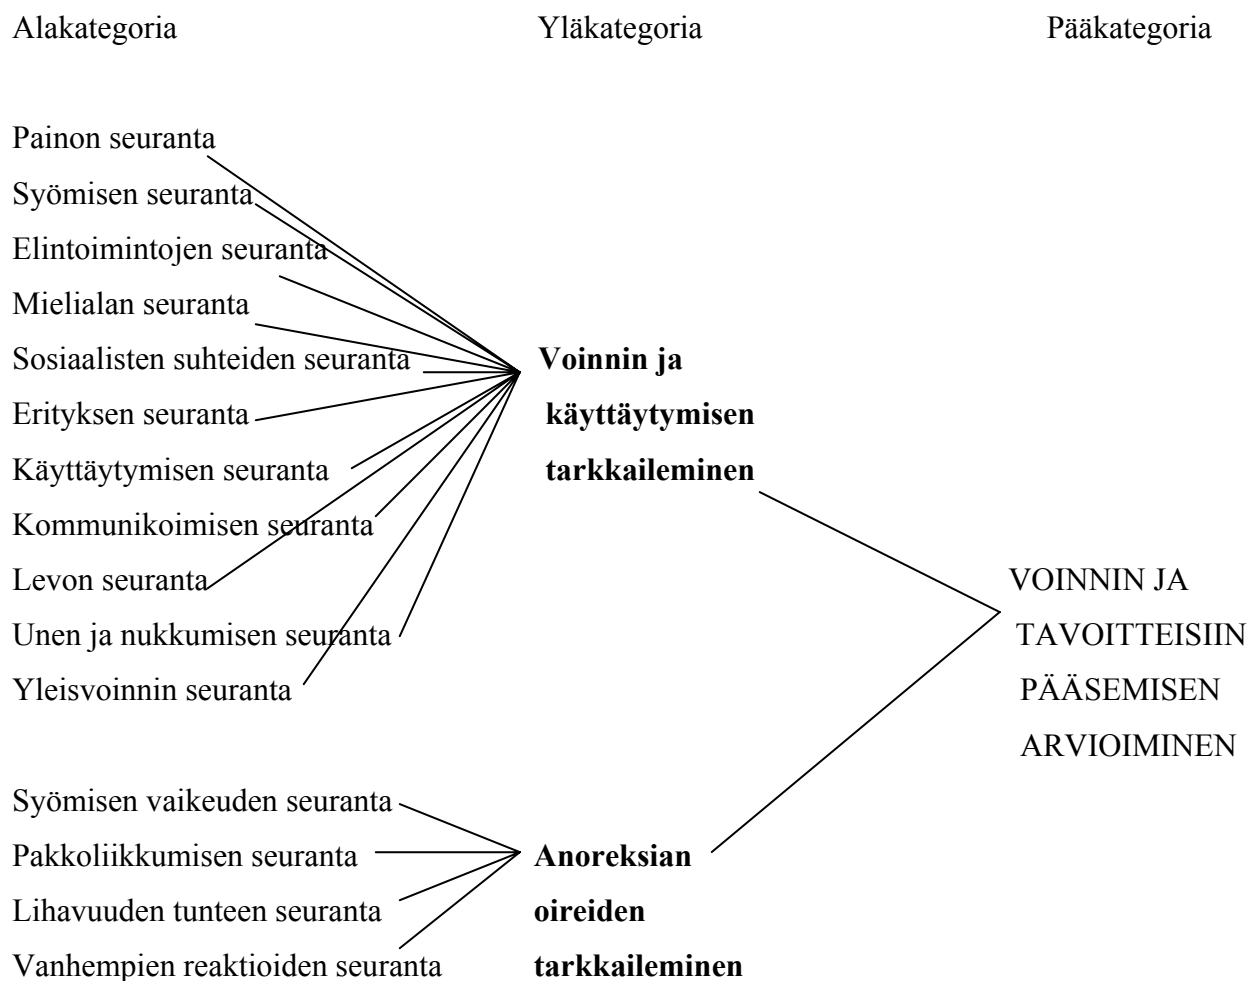 Alakategoria Yläkategoria Pääkategoria
Painon seuranta
Syömisen seuranta
Elintoimintojen seuranta
Mielialan seuranta
Sosiaalisten suhteiden seuranta
Erityksen seuranta
Käyttäytymisen seuranta
Kommunikoimisen seuranta
Levon seuranta
Unen ja nukkumisen seuranta
Yleisvoinnin seuranta
Voinnin ja
käyttäytymisen
tarkkaileminen
Syömisen vaikeuden seuranta
Pakkoliikkumisen seuranta
Lihavuuden tunteen seuranta
Vanhempien reaktioiden seuranta
Anoreksian
oireiden
tarkkaileminen
VOINNIN JA
TAVOITTEISIIN
PÄÄSEMISEN
ARVIOIMINEN